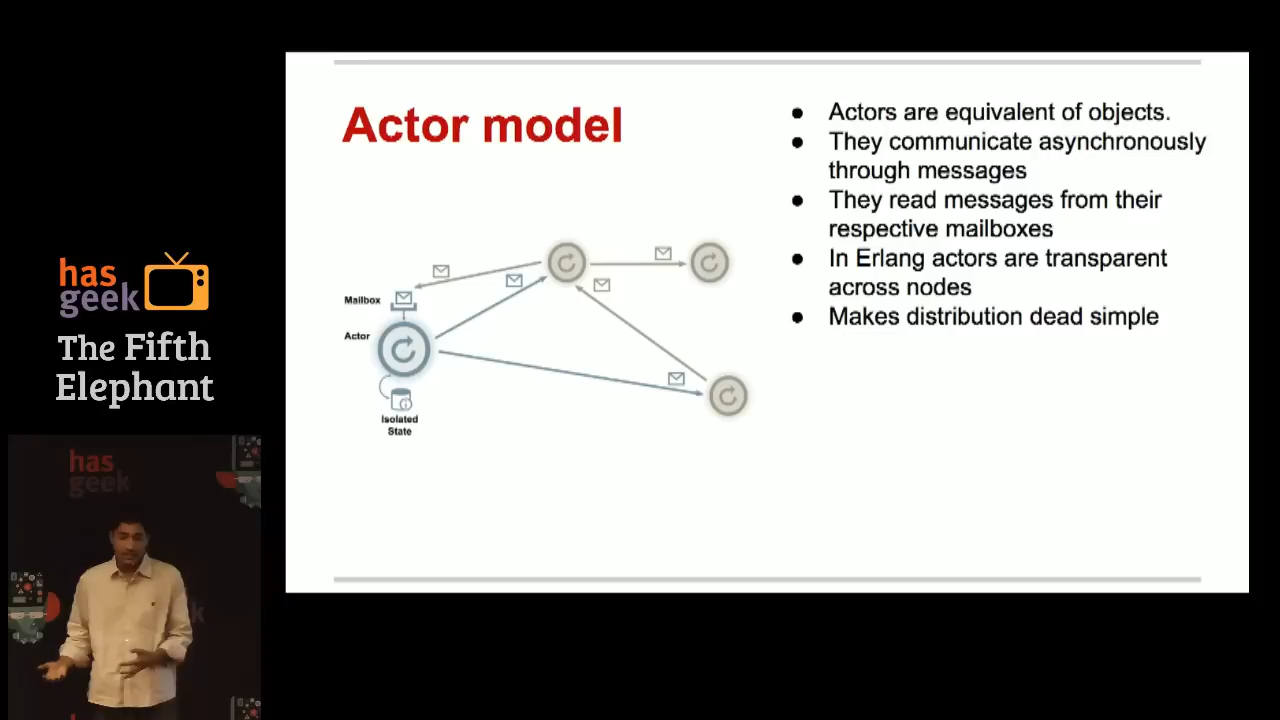 has
geek
The Fifth
Elephant
has
geek
Actor model
Mailbox
Actor
Isolated
State
● Actors are equivalent of objects.
● They communicate asynchronously
through messages
● They read messages from their
respective mailboxes
● In Erlang actors are transparent
across nodes
● Makes distribution dead simple